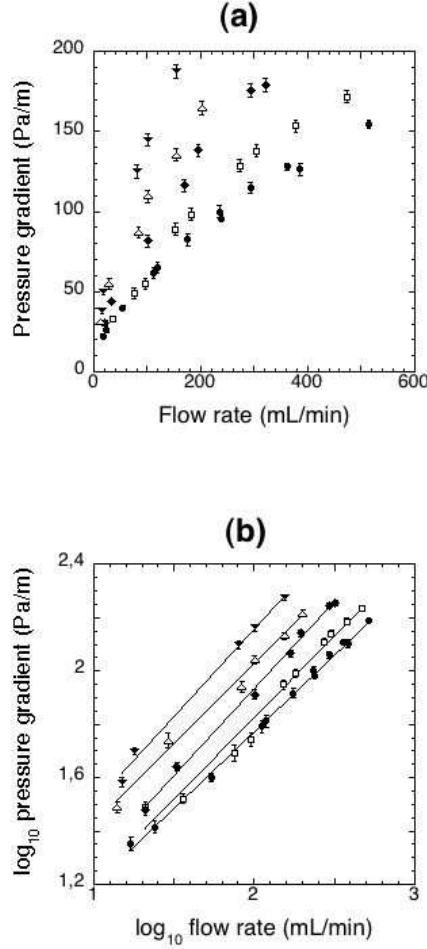 (a)
200
150
100
50
0
Pressure gradient (Pa/m)
0 200 400 600
Flow rate (mL/min)
(b)
2,4
2
1,6
1,2
log10 pressure gradient (Pa/m)
1 2 3
log10 flow rate (mL/min)